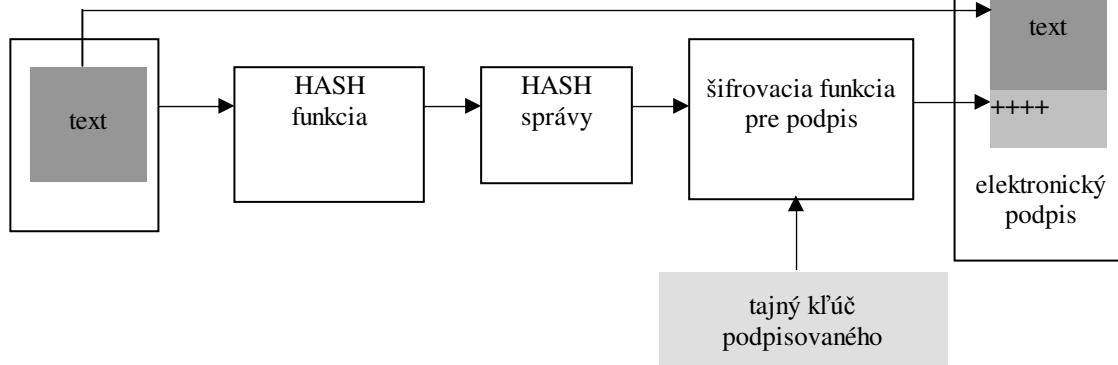 text
HASH
funkcia
HASH
správy
šifrovacia funkcia
pre podpis
text
++++
elektronický
podpis
tajný kľúč
podpisovaného